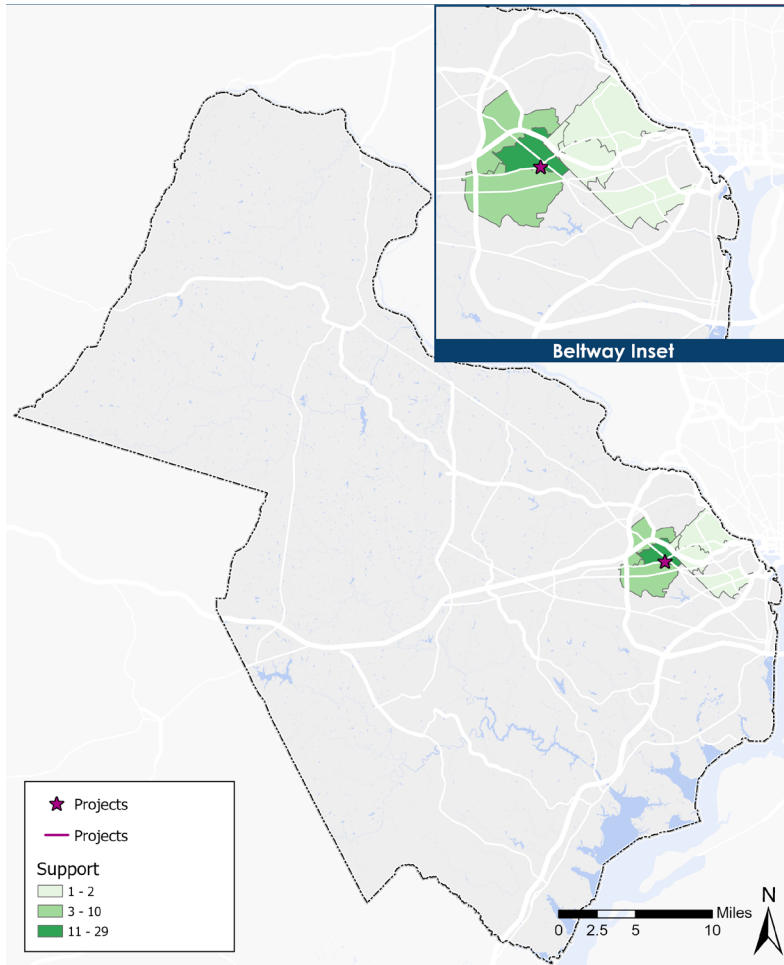 Beltway Inset
Projects
Projects
Support
1 - 2
3 - 10
11 - 29
N
Miles
0 2.5 5 10